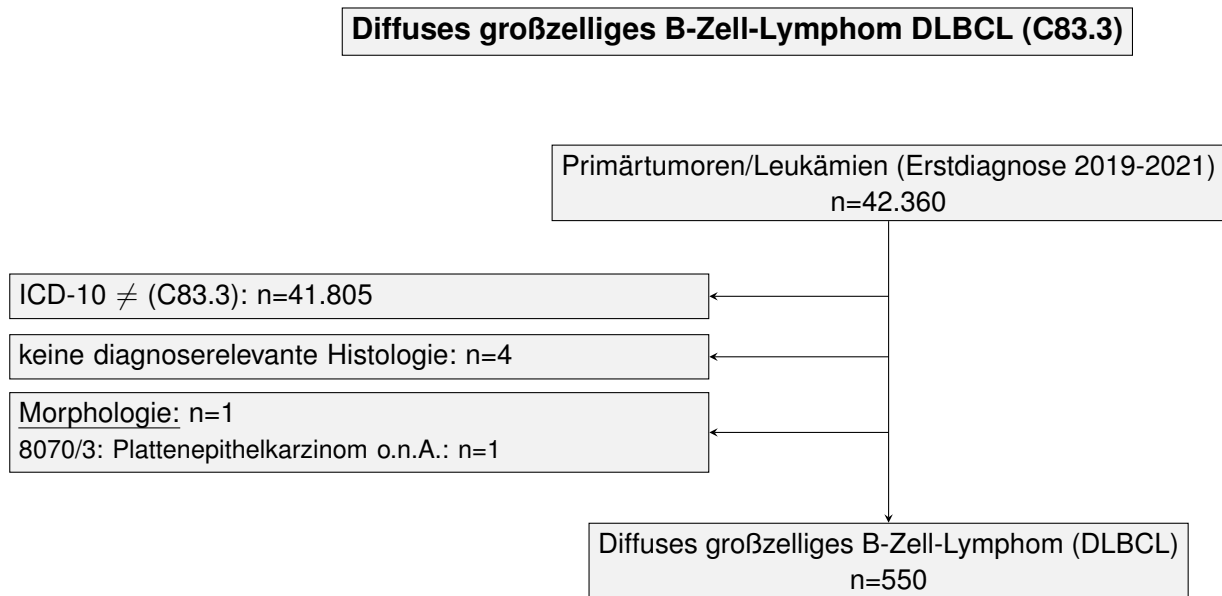 Diffuses großzelliges B-Zell-Lymphom DLBCL (C83.3)
Primärtumoren/Leukämien (Erstdiagnose 2019-2021)
n=42.360
ICD-10 ≠ (C83.3): n=41.805
keine diagnoserelevante Histologie: n=4
Morphologie: n=1
8070/3: Plattenepithelkarzinom o.n.A.: n=1
Diffuses großzelliges B-Zell-Lymphom (DLBCL)
n=550